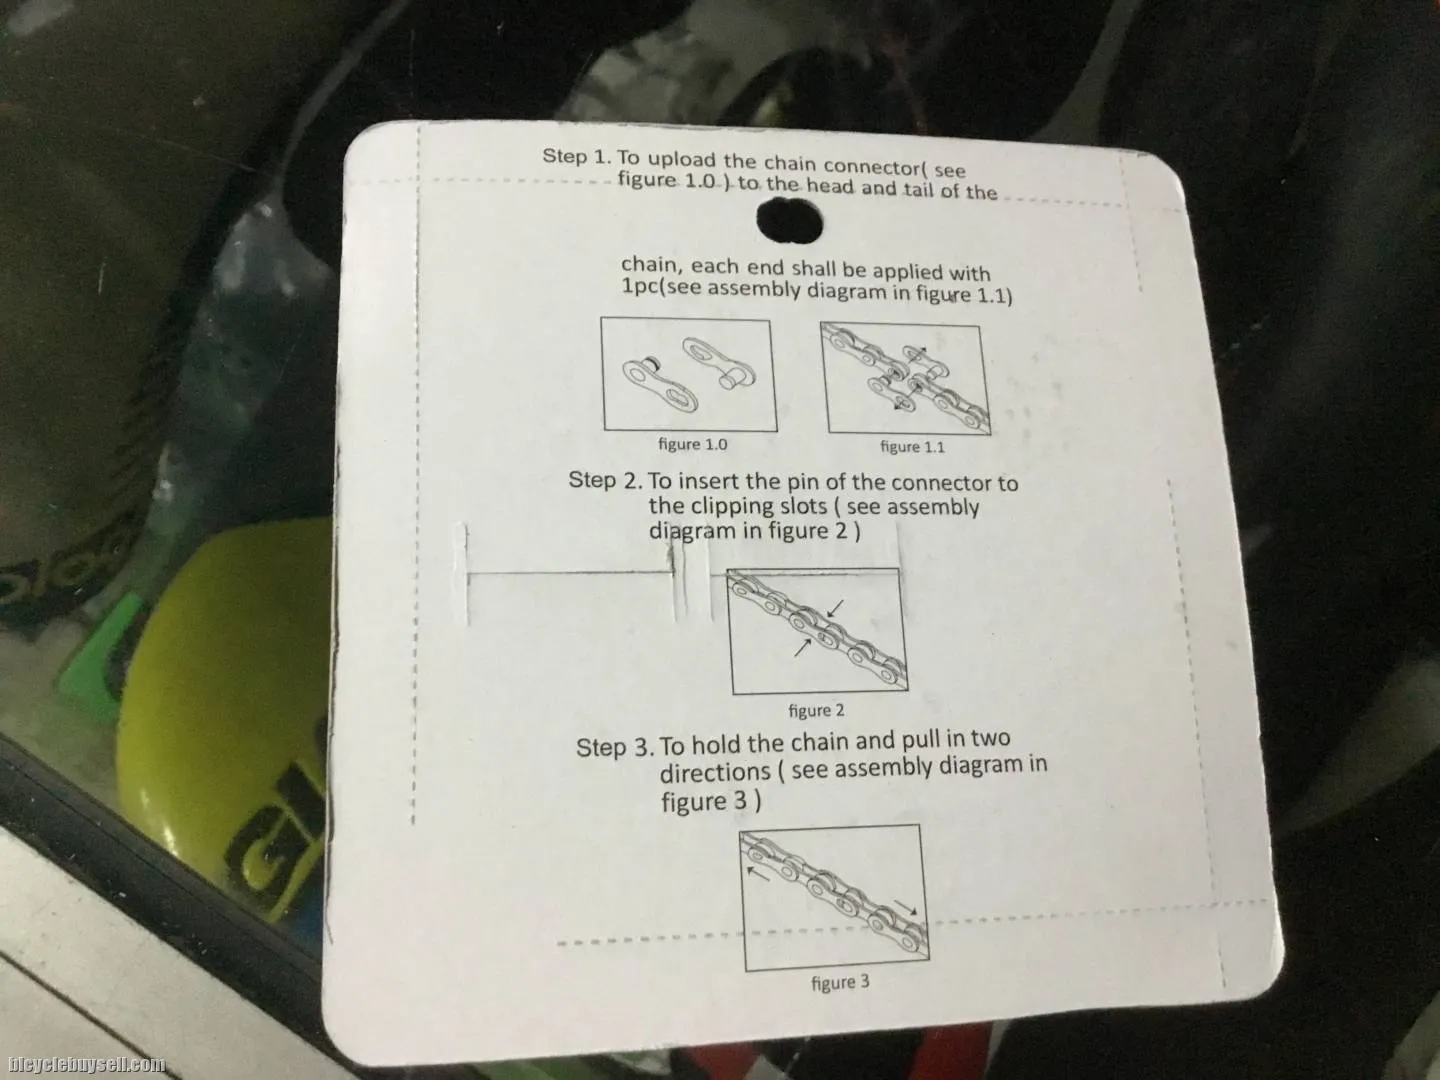 Step 1. To upload the chain connector( see
figure 1.0 ) to the head and tail of the
chain, each end shall be applied with
1pc(see assembly diagram in figure 1.1)
figure 1.0
figure 1.1
Step 2. To insert the pin of the connector to
the clipping slots ( see assembly
diagram in figure 2 )
figure 2
Step 3. To hold the chain and pull in two
directions ( see assembly diagram in
figure 3 )
figure 3
bicyclebuysell.com